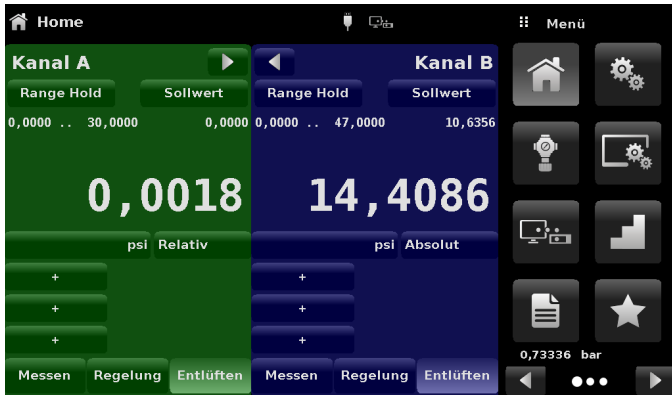 Home
Menü
Kanal A
Kanal B
Range Hold Sollwert
Range Hold Sollwert
0,0000 .. 30,0000 0,0000
0,0000 .. 47,0000 10,6356
0,0018
14,4086
psi Relativ
psi Absolut
+
+
+
+
+
+
Messen Regelung Entlüften
Messen Regelung Entlüften
0,73336 bar